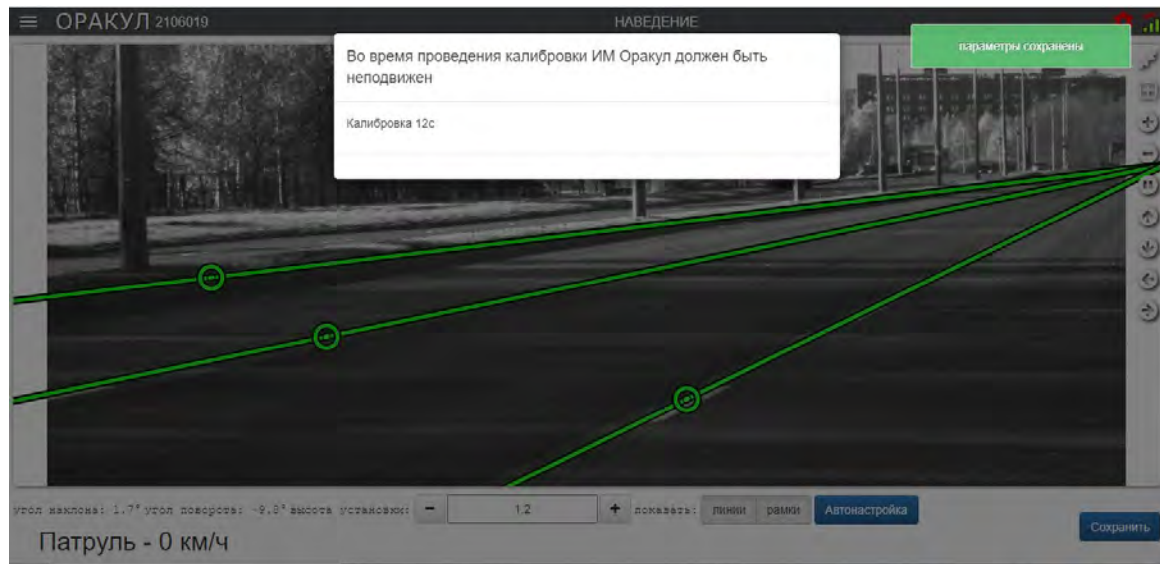 ОРАКУЛ 2106019
НАВЕДЕНИЕ
параметры сохранены
Во время проведения калибровки ИМ Оракул должен быть
неподвижен
Калибровка 12с
угол наклона: 1.7° угол поворота: -9.8° высота установки: − 1.2 + показать: линии рамки Автонастройка
Сохранить
Патруль - 0 км/ч